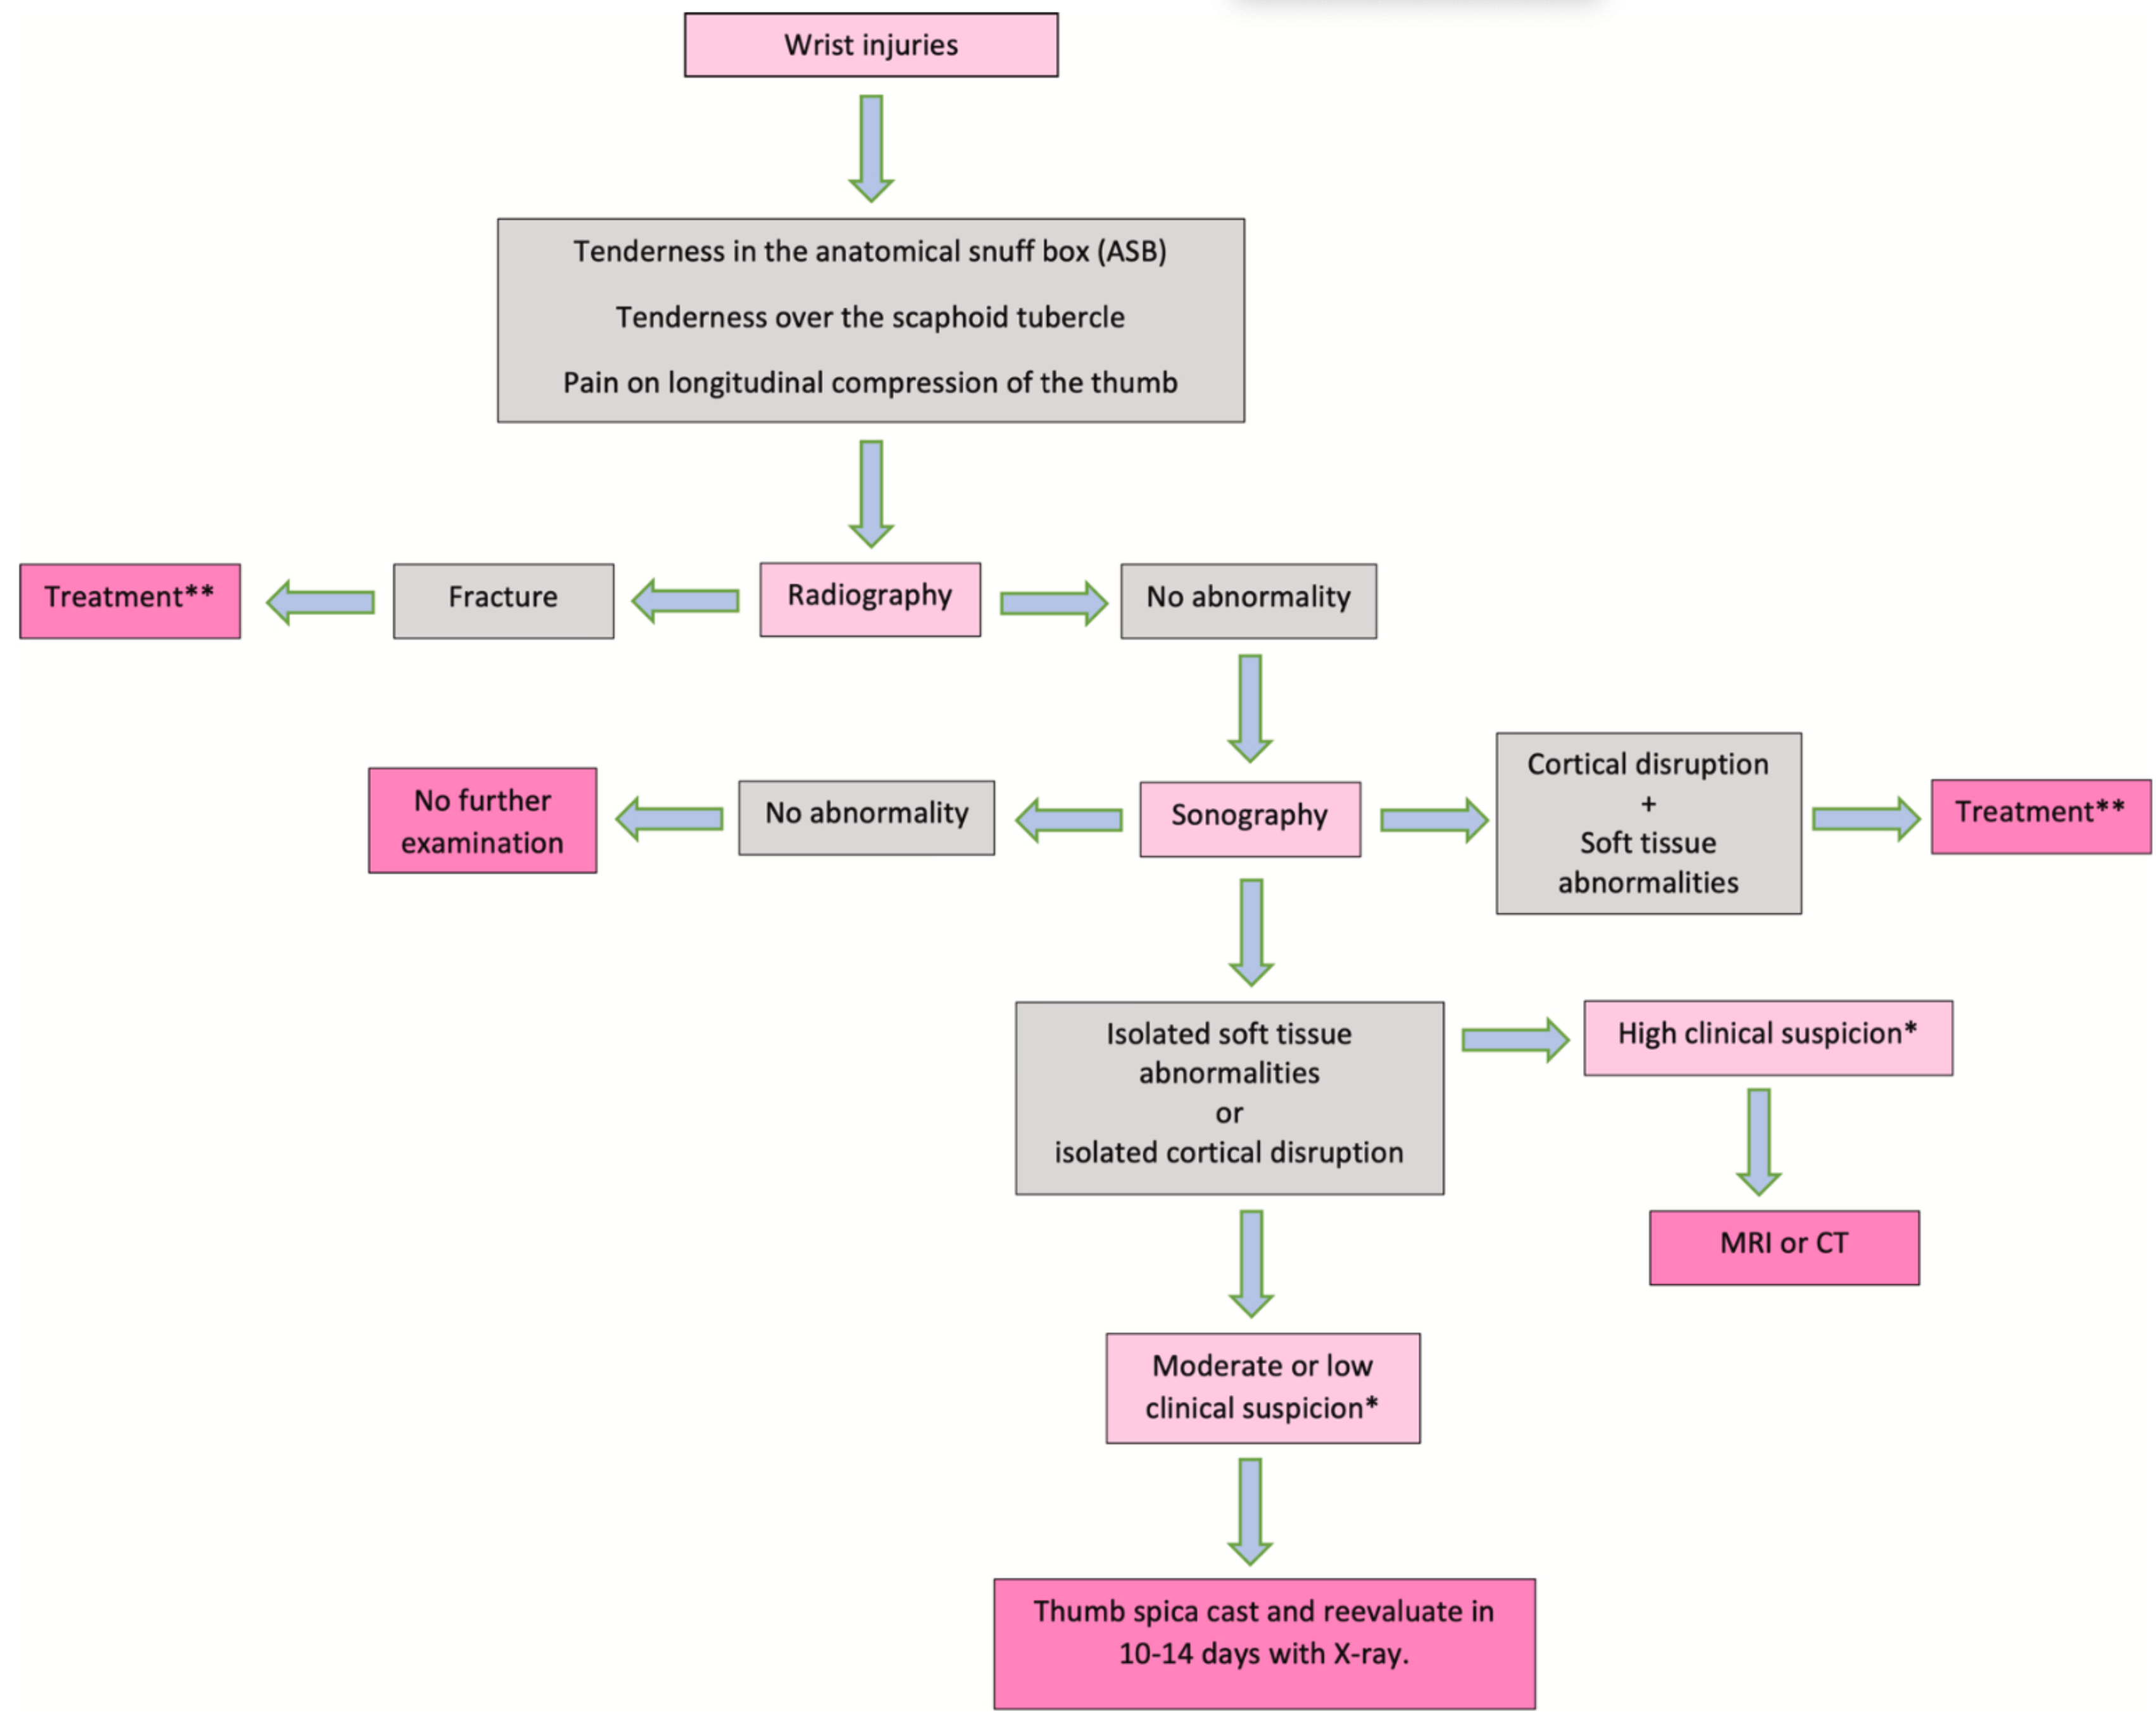 Wrist injuries
Tenderness in the anatomical snuff box (ASB)
Tenderness over the scaphoid tubercle
Pain on longitudinal compression of the thumb
Treatment**
Fracture
Radiography
No abnormality
No further
examination
No abnormality
Sonography
Cortical disruption
+
Soft tissue
abnormalities
Treatment**
Isolated soft tissue
abnormalities
or
isolated cortical disruption
High clinical suspicion*
MRI or CT
Moderate or low
clinical suspicion*
Thumb spica cast and reevaluate in
10-14 days with X-ray.